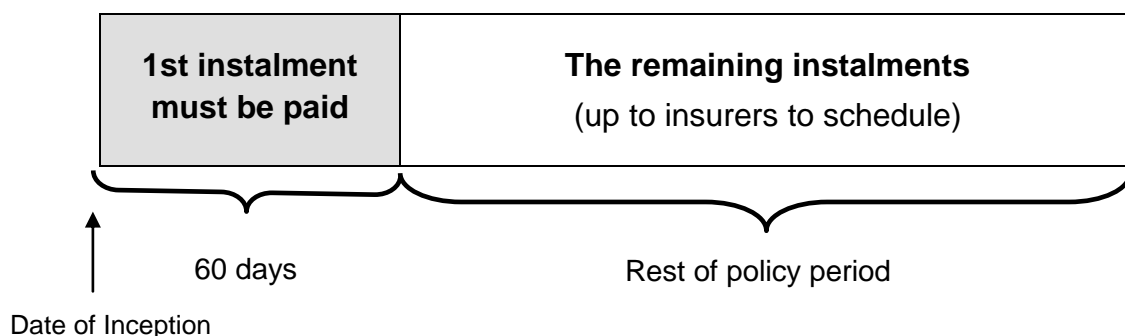 1st instalment
must be paid
The remaining instalments
(up to insurers to schedule)
60 days
Rest of policy period
Date of Inception